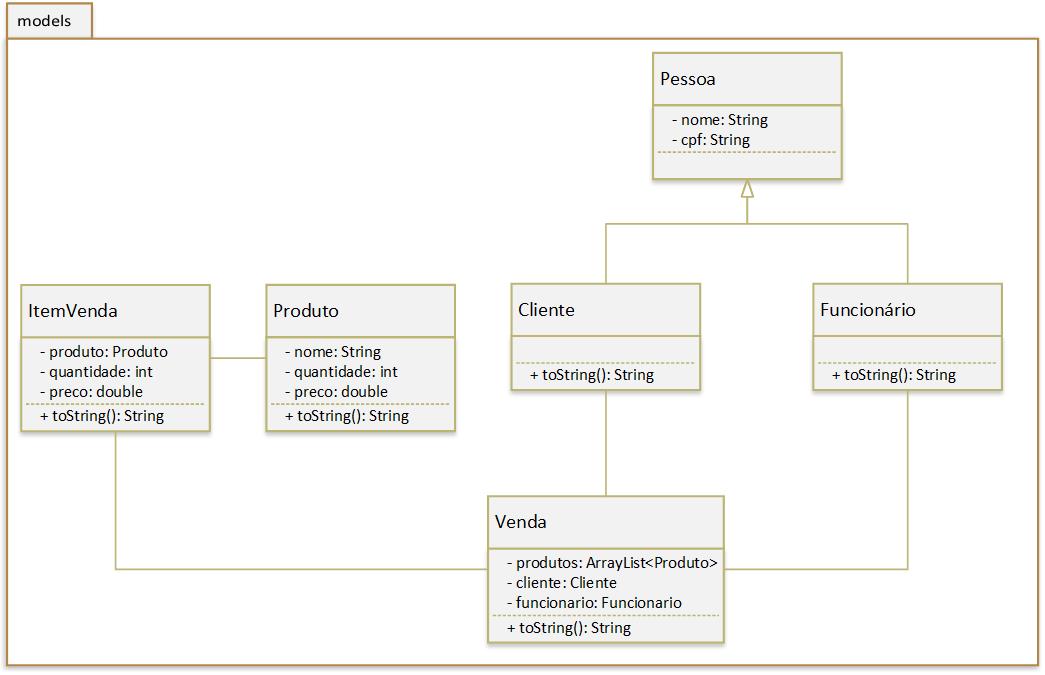 models
Pessoa
- nome: String
- cpf: String
ItemVenda
- produto: Produto
- quantidade: int
- preco: double
+ toString(): String
Produto
- nome: String
- quantidade: int
- preco: double
+ toString(): String
Cliente
+ toString(): String
Funcionário
+ toString(): String
Venda
- produtos: ArrayList<Produto>
- cliente: Cliente
- funcionario: Funcionario
+ toString(): String